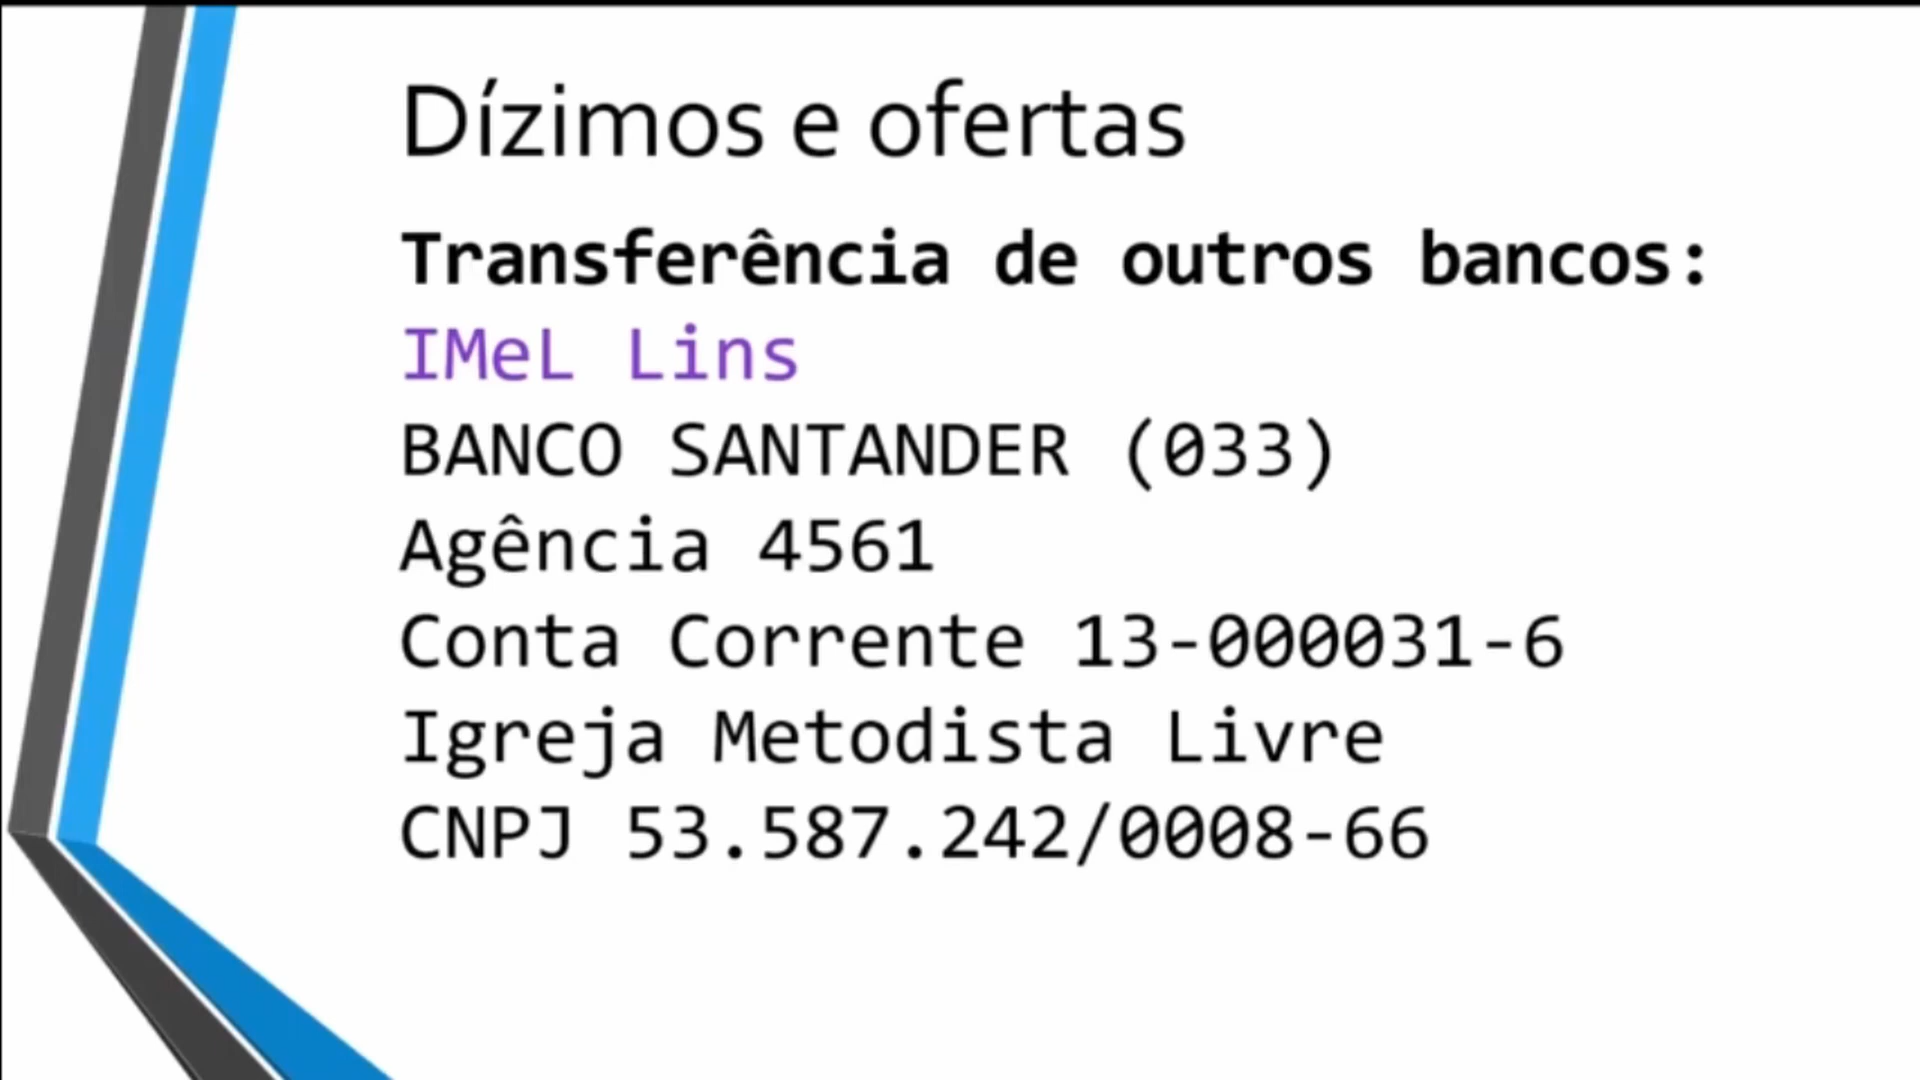 Dízimos e ofertas
Transferência de outros bancos:
IMeL Lins
BANCO SANTANDER (033)
Agência 4561
Conta Corrente 13-000031-6
Igreja Metodista Livre
CNPJ 53.587.242/0008-66